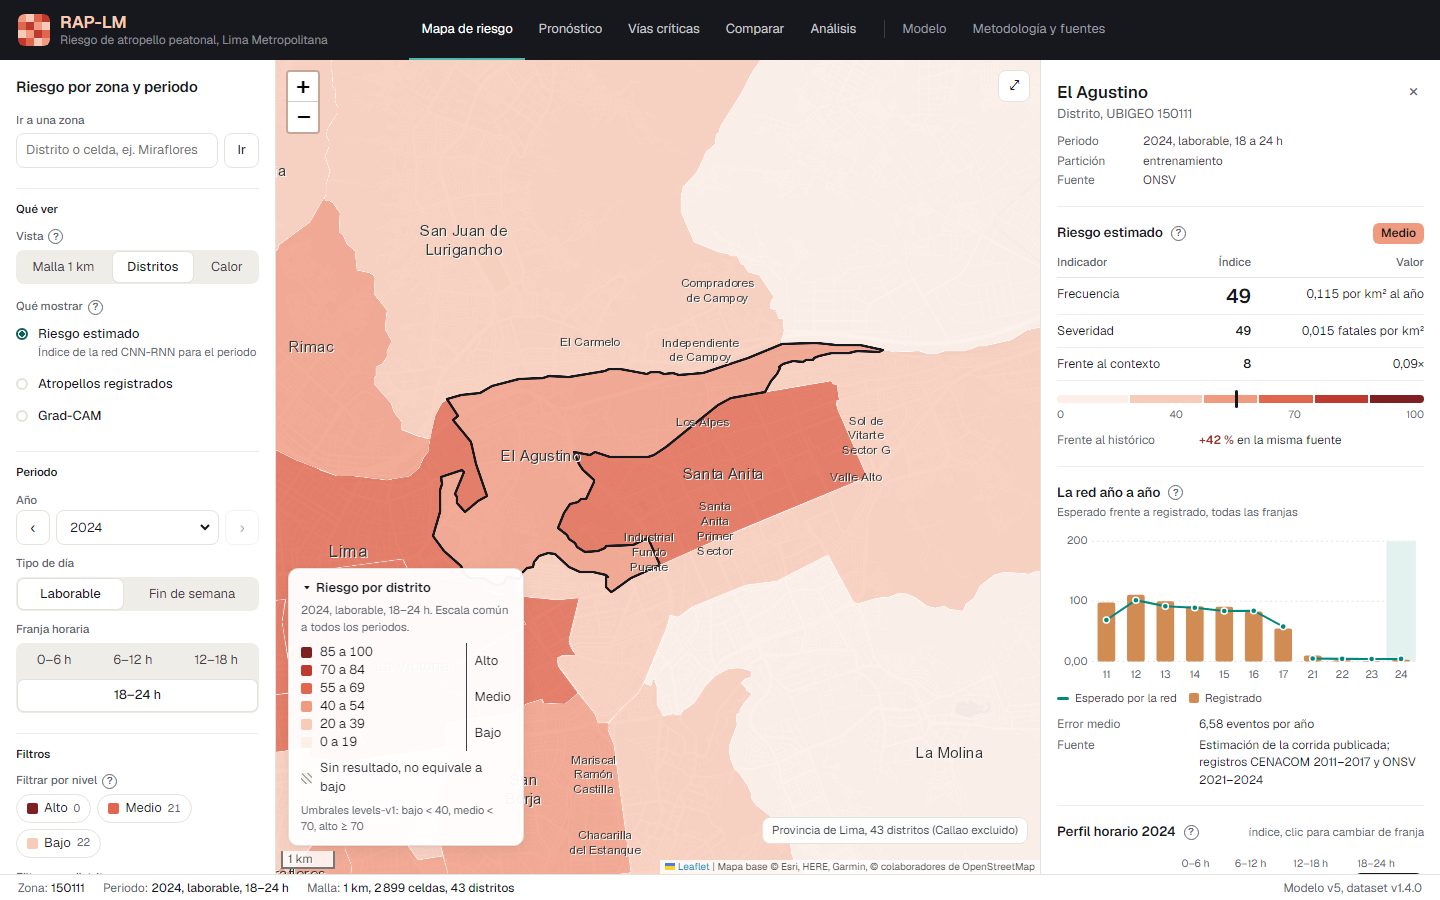 RAP-LM
Riesgo de atropello peatonal, Lima Metropolitana
Mapa de riesgo
Pronóstico
Vías críticas
Comparar
Análisis
Modelo
Metodología y fuentes
Riesgo por zona y periodo
Ir a una zona
Distrito o celda, ej. Miraflores
Ir
Qué ver
Vista ?
Malla 1 km
Distritos
Calor
Qué mostrar ?
Riesgo estimado
Índice de la red CNN-RNN para el periodo
Atropellos registrados
Grad-CAM
Periodo
Año
‹
2024
›
Tipo de día
Laborable
Fin de semana
Franja horaria
0–6 h
6–12 h
12–18 h
18–24 h
Filtros
Filtrar por nivel ?
Alto 0
Medio 21
Bajo 22
+
−
a
San Juan de
Lurigancho
Compradores
de Campoy
Rimac
El Carmelo
Independiente
de Campoy
Los Alpes
Sol de
Vitarte
Sector G
El Agustino
Santa Anita
Valle Alto
Santa
Anita
Primer
Sector
Industrial
Fundo
Puente
Lima
La Molina
Mariscal
Ramón
Castilla
Chacarilla
del Estanque
Riesgo por distrito
2024, laborable, 18–24 h. Escala común
a todos los periodos.
85 a 100
70 a 84
55 a 69
40 a 54
20 a 39
0 a 19
Alto
Medio
Bajo
Sin resultado, no equivale a
bajo
Umbrales levels-v1: bajo < 40, medio <
70, alto ≥ 70
1 km
Provincia de Lima, 43 distritos (Callao excluido)
Leaflet | Mapa base © Esri, HERE, Garmin, © colaboradores de OpenStreetMap
El Agustino
×
Distrito, UBIGEO 150111
Periodo 2024, laborable, 18 a 24 h
Partición entrenamiento
Fuente ONSV
Riesgo estimado ?
Medio
Indicador Índice Valor
Frecuencia 49 0,115 por km² al año
Severidad 49 0,015 fatales por km²
Frente al contexto 8 0,09×
0 40 70 100
Frente al histórico +42 % en la misma fuente
La red año a año ?
Esperado frente a registrado, todas las franjas
200
100
0,00
11 12 13 14 15 16 17 21 22 23 24
Esperado por la red
Registrado
Error medio 6,58 eventos por año
Fuente Estimación de la corrida publicada;
registros CENACOM 2011–2017 y ONSV
2021–2024
Perfil horario 2024 ?
índice, clic para cambiar de franja
0–6 h 6–12 h 12–18 h 18–24 h
Zona: 150111
Periodo: 2024, laborable, 18–24 h
Malla: 1 km, 2 899 celdas, 43 distritos
Modelo v5, dataset v1.4.0